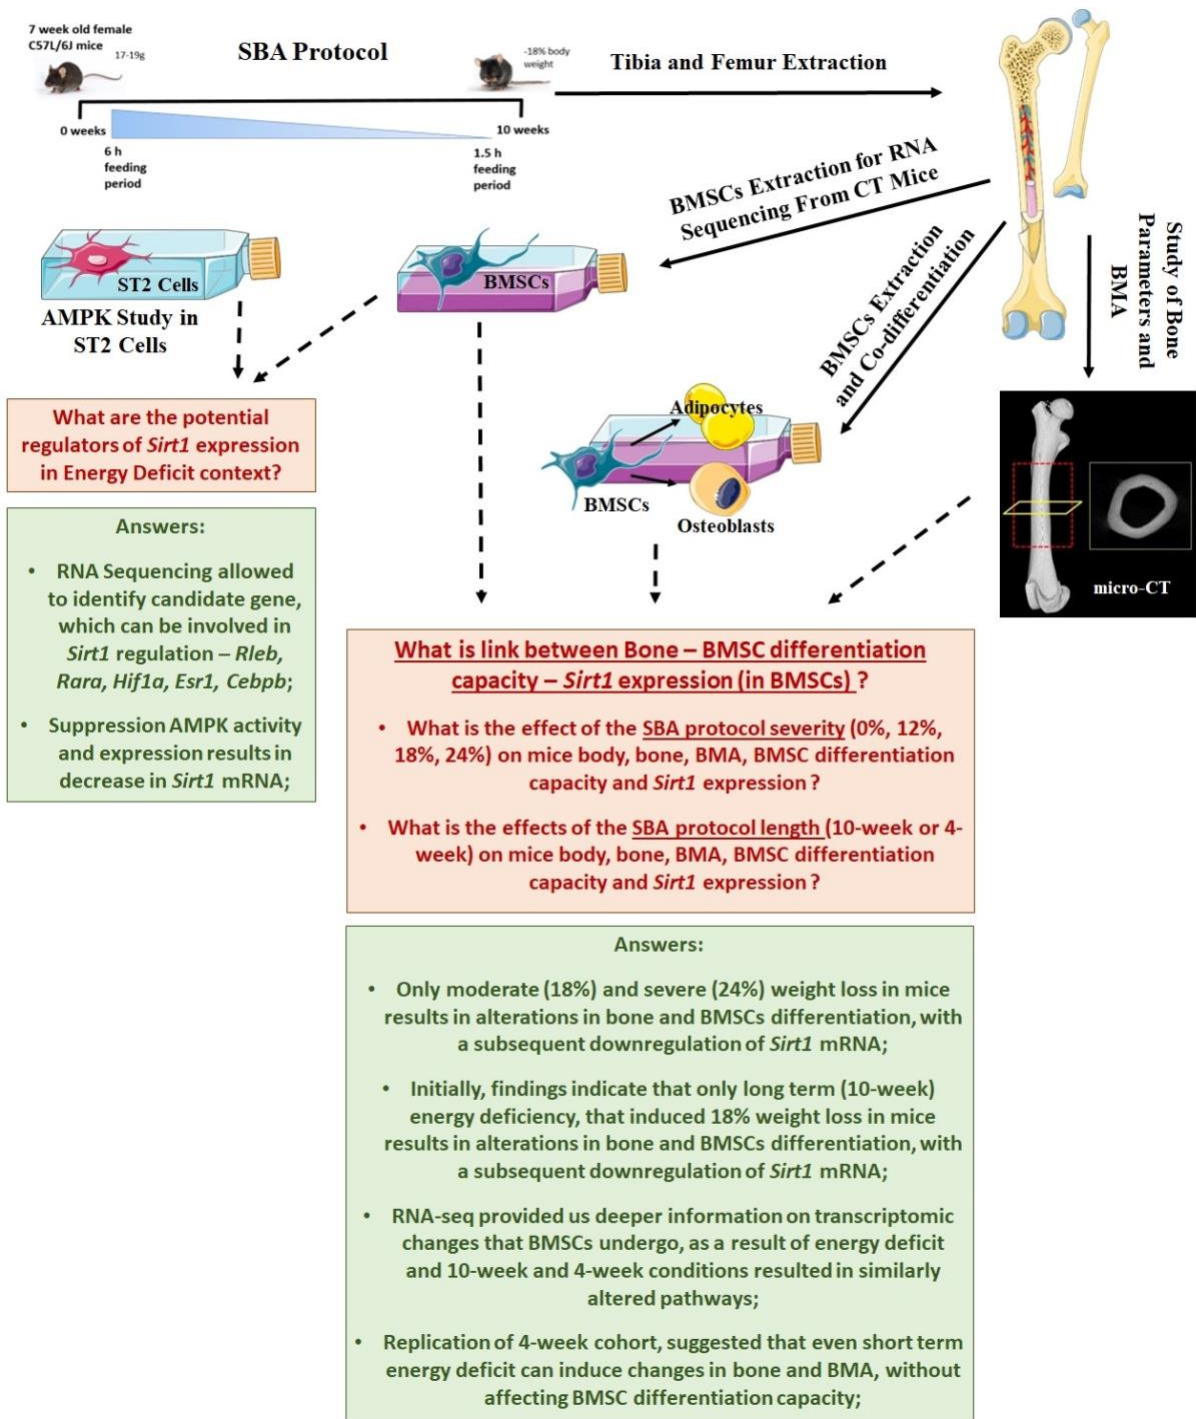 7 week old female
C57L/6J mice
17-19g
SBA Protocol
-18% body
weight
Tibia and Femur Extraction
0 weeks
10 weeks
6 h
feeding
period
1.5 h
feeding
period
BMSCs Extraction for RNA
Sequencing From CT Mice
BMSCs Extraction
and Co-differentiation
Study of Bone
Parameters and
BMA
ST2 Cells
AMPK Study in
ST2 Cells
BMSCs
Adipocytes
BMSCs
Osteoblasts
micro-CT
What are the potential
regulators of Sirt1 expression
in Energy Deficit context?
Answers:
• RNA Sequencing allowed
to identify candidate gene,
which can be involved in
Sirt1 regulation – Rleb,
Rara, Hif1a, Esr1, Cebpb;
• Suppression AMPK activity
and expression results in
decrease in Sirt1 mRNA;
What is link between Bone – BMSC differentiation
capacity – Sirt1 expression (in BMSCs) ?
• What is the effect of the SBA protocol severity (0%, 12%,
18%, 24%) on mice body, bone, BMA, BMSC differentiation
capacity and Sirt1 expression ?
• What is the effects of the SBA protocol length (10-week or 4-
week) on mice body, bone, BMA, BMSC differentiation
capacity and Sirt1 expression ?
Answers:
• Only moderate (18%) and severe (24%) weight loss in mice
results in alterations in bone and BMSCs differentiation, with
a subsequent downregulation of Sirt1 mRNA;
• Initially, findings indicate that only long term (10-week)
energy deficiency, that induced 18% weight loss in mice
results in alterations in bone and BMSCs differentiation, with
a subsequent downregulation of Sirt1 mRNA;
• RNA-seq provided us deeper information on transcriptomic
changes that BMSCs undergo, as a result of energy deficit
and 10-week and 4-week conditions resulted in similarly
altered pathways;
• Replication of 4-week cohort, suggested that even short term
energy deficit can induce changes in bone and BMA, without
affecting BMSC differentiation capacity;